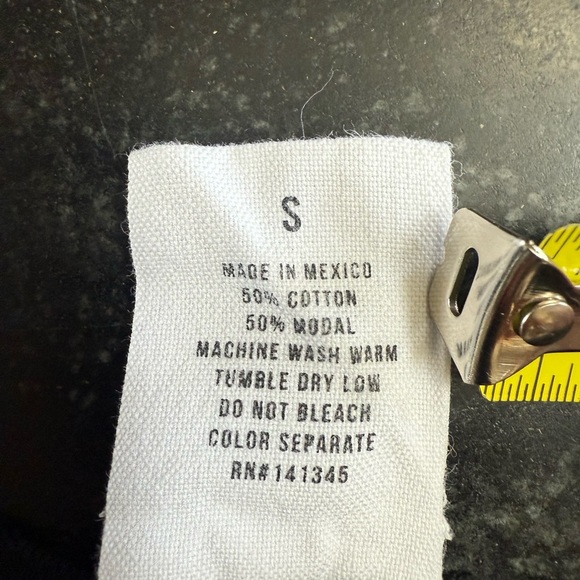 S
MADE IN MEXICO
50% COTTON
50% MODAL
MACHINE WASH WARM
TUMBLE DRY LOW
DO NOT BLEACH
COLOR SEPARATE
RN#141345